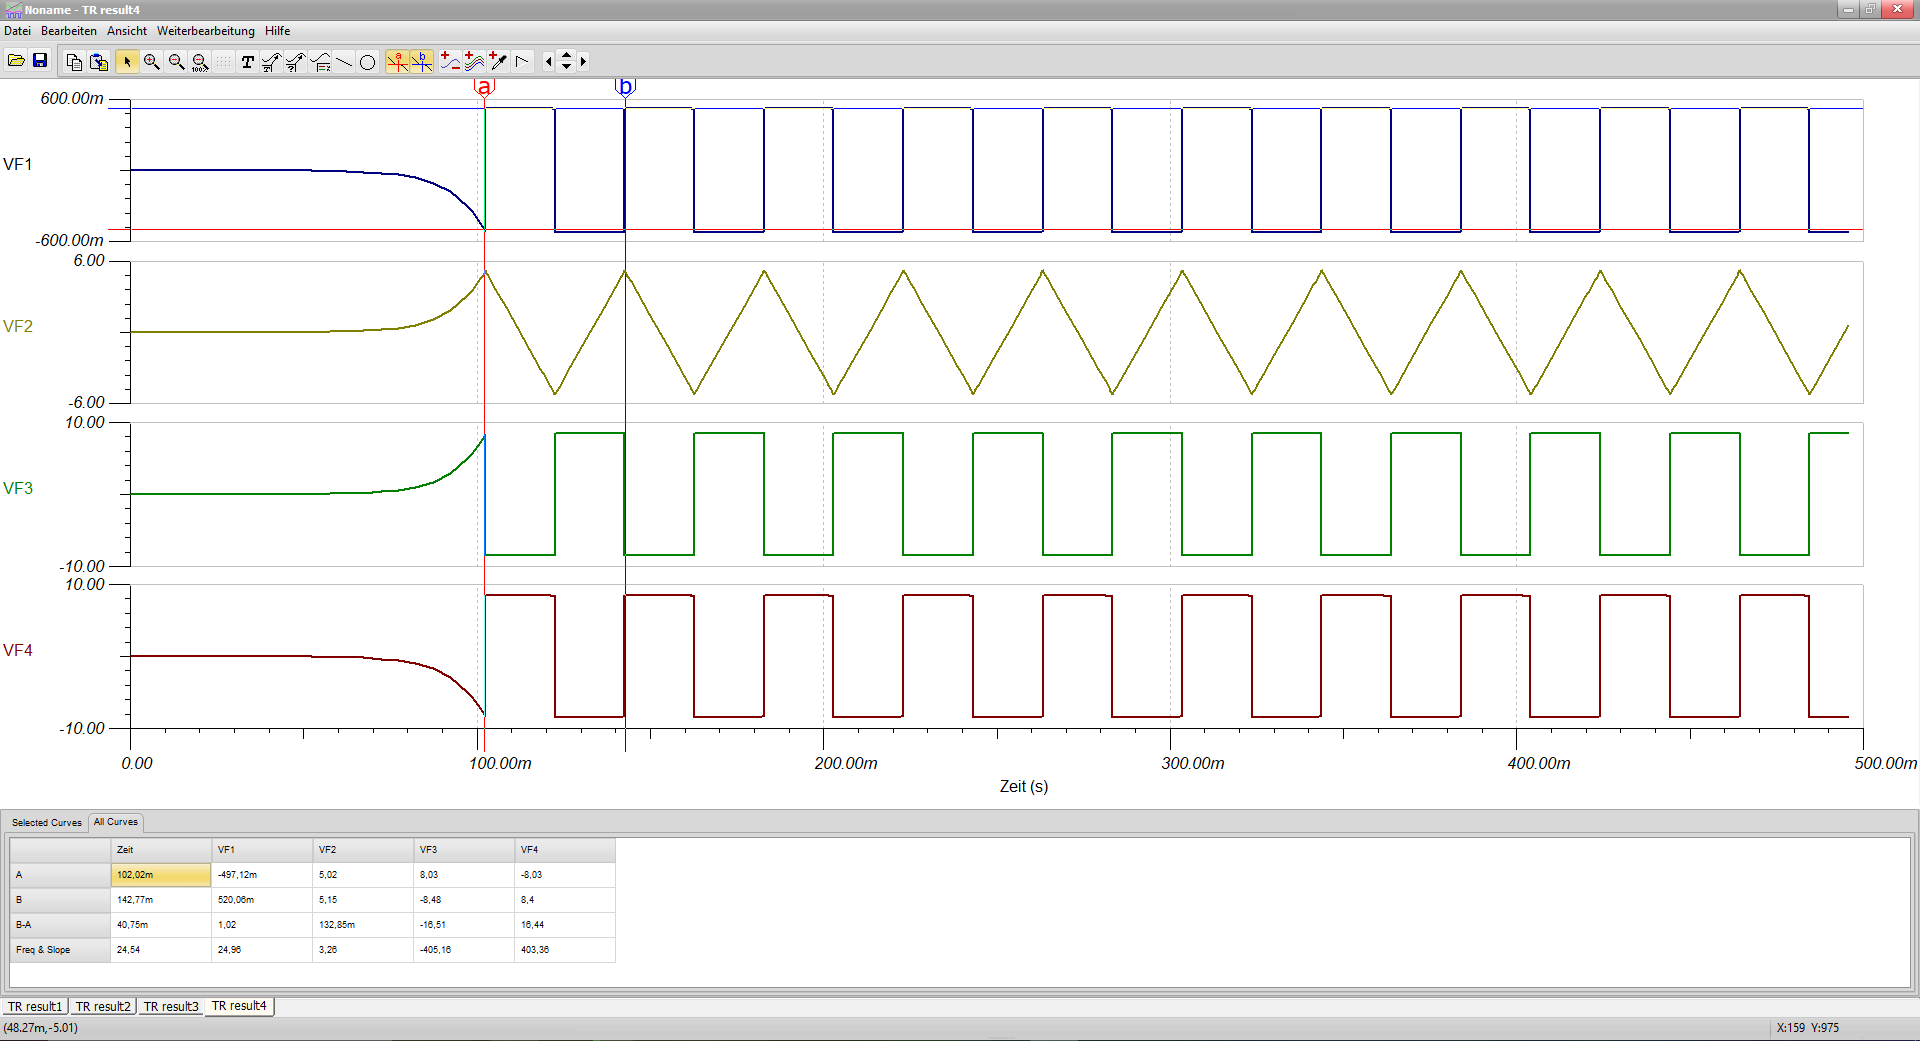 Noname - TR result4
Datei Bearbeiten Ansicht Weiterbearbeitung Hilfe
100% T a b
a b
600.00m
VF1
-600.00m
6.00
VF2
-6.00
10.00
VF3
-10.00
10.00
VF4
-10.00
0.00 100.00m 200.00m 300.00m 400.00m 500.00m
Zeit (s)
Selected Curves All Curves
Zeit VF1 VF2 VF3 VF4
A 102,02m -497,12m 5,02 8,03 -8,03
B 142,77m 520,06m 5,15 -8,48 8,4
B-A 40,75m 1,02 132,85m -16,51 16,44
Freq & Slope 24,54 24,96 3,26 -405,16 403,36
TR result1 TR result2 TR result3 TR result4
(48.27m,-5.01) X:159 Y:975